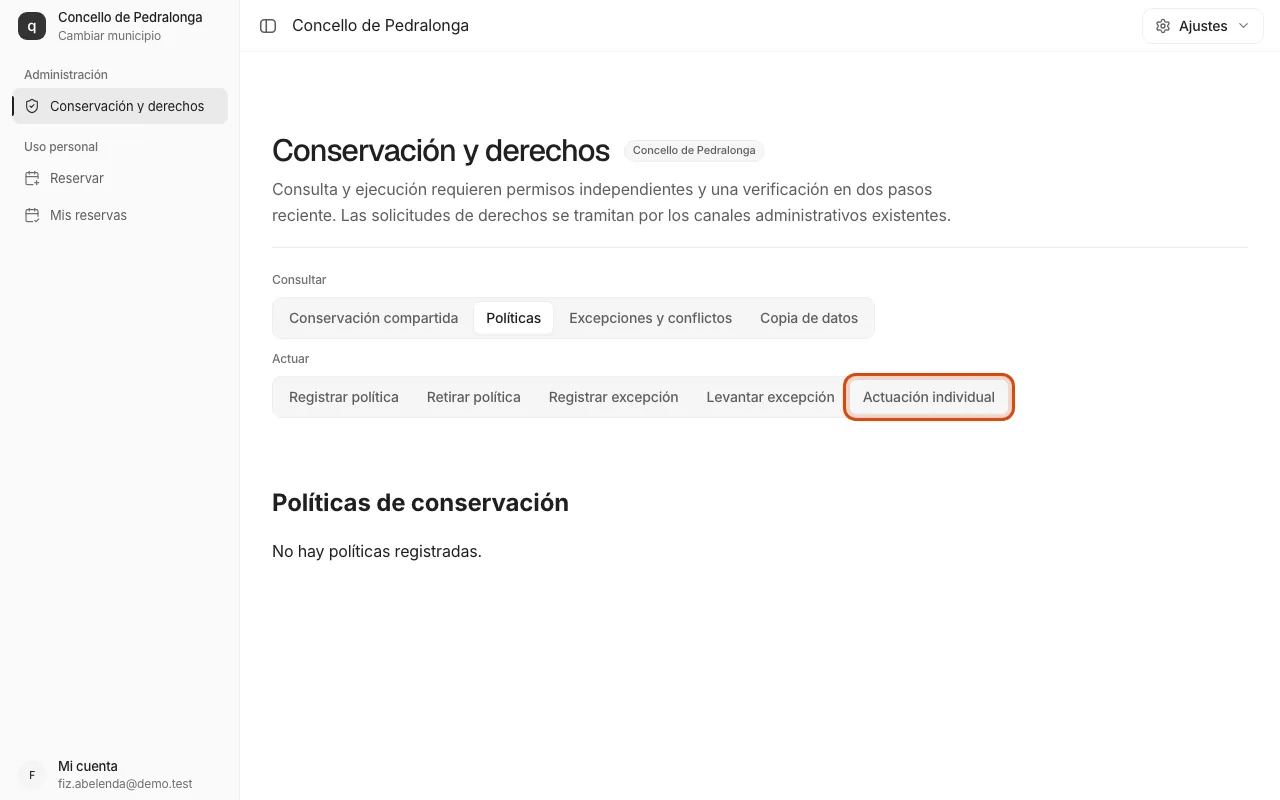 q
Concello de Pedralonga
Cambiar municipio
Administración
Conservación y derechos
Uso personal
Reservar
Mis reservas
Mi cuenta
F
fiz.abelenda@demo.test
Concello de Pedralonga
Ajustes
Conservación y derechos
Concello de Pedralonga
Consulta y ejecución requieren permisos independientes y una verificación en dos pasos
reciente. Las solicitudes de derechos se tramitan por los canales administrativos existentes.
Consultar
Conservación compartida Políticas Excepciones y conflictos Copia de datos
Actuar
Registrar política Retirar política Registrar excepción Levantar excepción Actuación individual
Políticas de conservación
No hay políticas registradas.